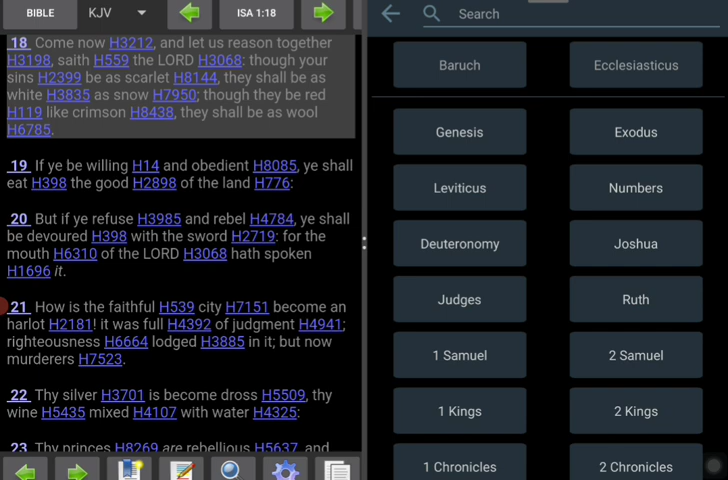 BIBLE KJV ISA 1:18
18 Come now H3212, and let us reason together
H3198, saith H559 the LORD H3068: though your
sins H2399 be as scarlet H8144, they shall be as
white H3835 as snow H7950; though they be red
H119 like crimson H8438, they shall be as wool
H6785.
19 If ye be willing H14 and obedient H8085, ye shall
eat H398 the good H2898 of the land H776:
20 But if ye refuse H3985 and rebel H4784, ye shall
be devoured H398 with the sword H2719: for the
mouth H6310 of the LORD H3068 hath spoken
H1696 it.
21 How is the faithful H539 city H7151 become an
harlot H2181! it was full H4392 of judgment H4941;
righteousness H6664 lodged H3885 in it; but now
murderers H7523.
22 Thy silver H3701 is become dross H5509, thy
wine H5435 mixed H4107 with water H4325:
23 Thy princes H8269 are rebellious H5637, and
Search
Baruch Ecclesiasticus
Genesis Exodus
Leviticus Numbers
Deuteronomy Joshua
Judges Ruth
1 Samuel 2 Samuel
1 Kings 2 Kings
1 Chronicles 2 Chronicles